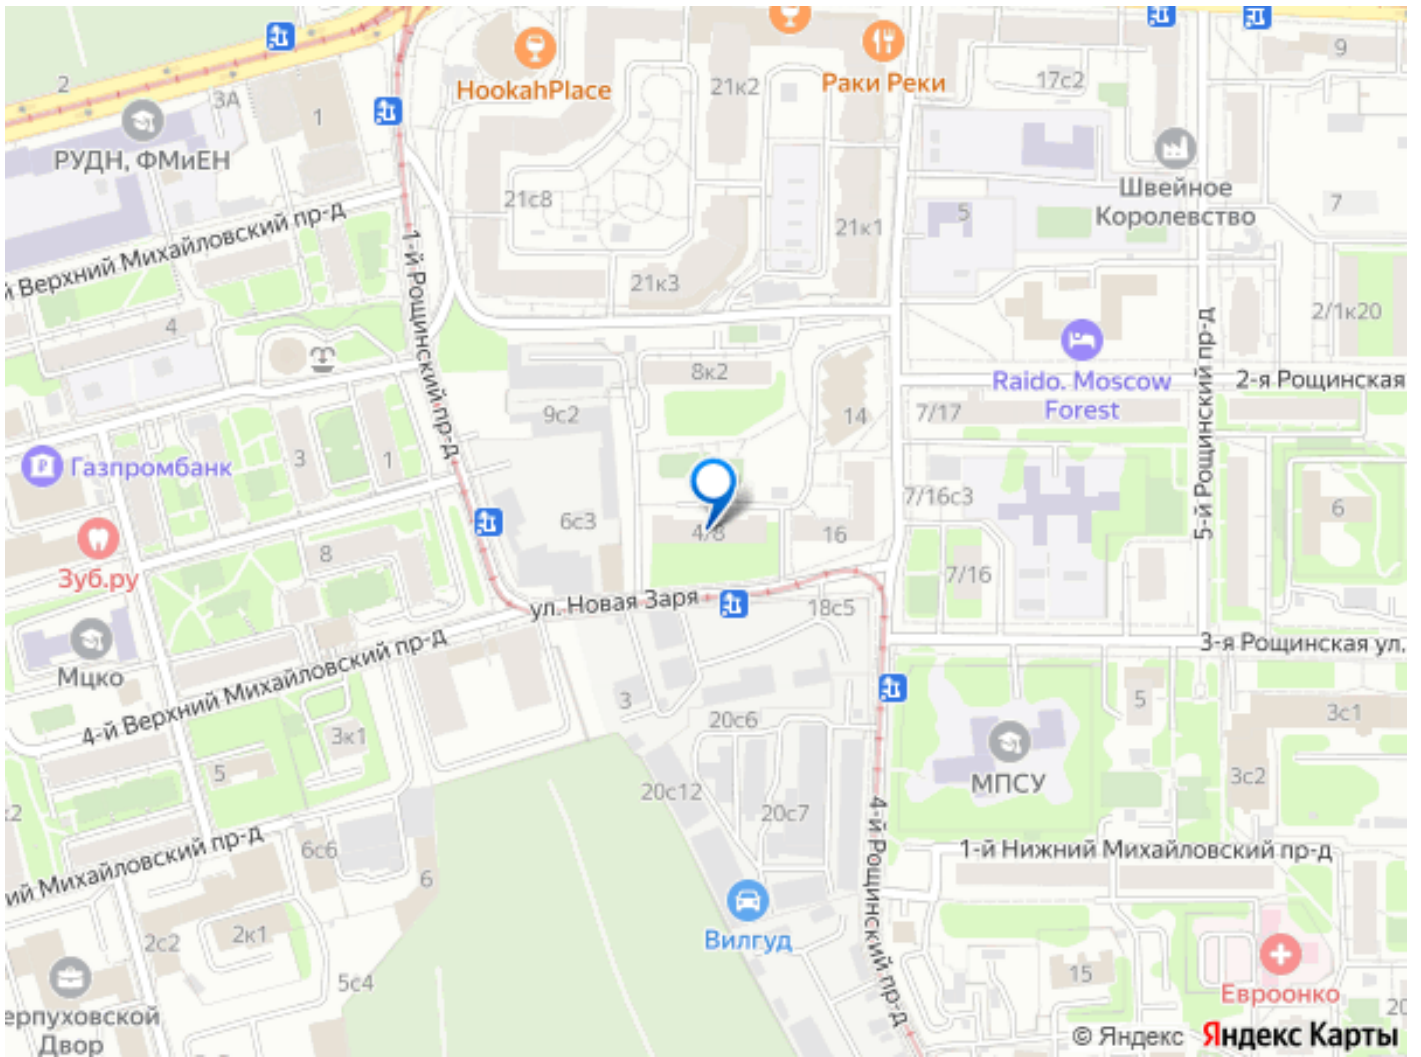 2
3А
1
РУДН, ФМиЕН
HookahPlace
21к2
Раки Реки
17с2
9
Швейное
Королевство
7
21с8
5
21к1
21к3
Верхний Михайловский пр-д
1-й Рощинский пр-д
4
2/1к20
8к2
Raido. Moscow
Forest
5-й Рощинский пр-д
2-я Рощинская
9с2
14
7/17
Газпромбанк
3
1
7/16с3
6
6с3
4/8
16
Зуб.ру
8
7/16
ул. Новая Заря
18с5
3-я Рощинская ул.
Мцко
4-й Верхний Михайловский пр-д
3
20с6
5
3с1
3к1
5
МПСУ
3с2
20с12
20с7
4-й Рощинский пр-д
1-й Нижний Михайловский пр-д
ий Михайловский пр-д
6с6
6
Вилгуд
2с2
2к1
5с4
15
Евроонко
20
ерпуховской
Двор
© Яндекс Яндекс Карты